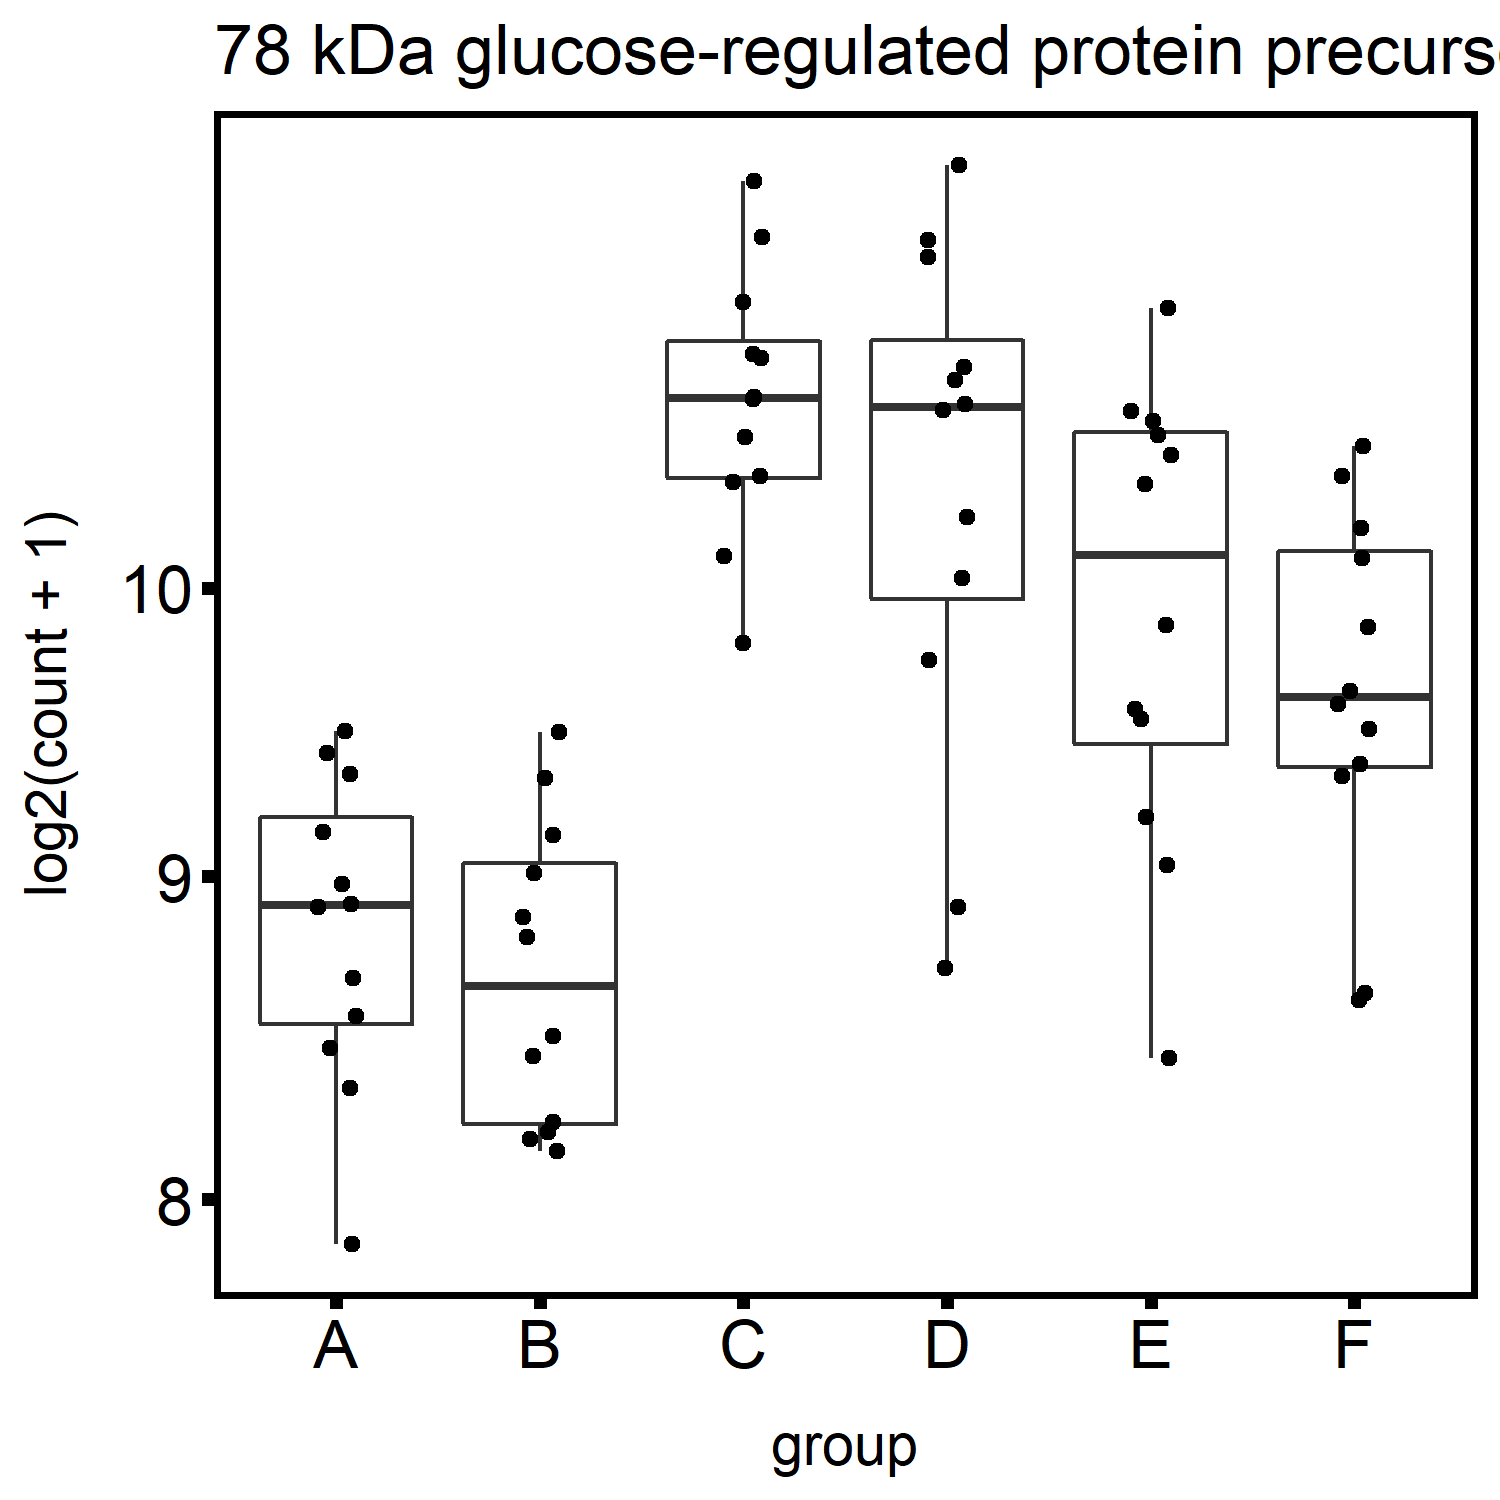 78 kDa glucose-regulated protein precurs
log2(count + 1)
10
9
8
A B C D E F
group